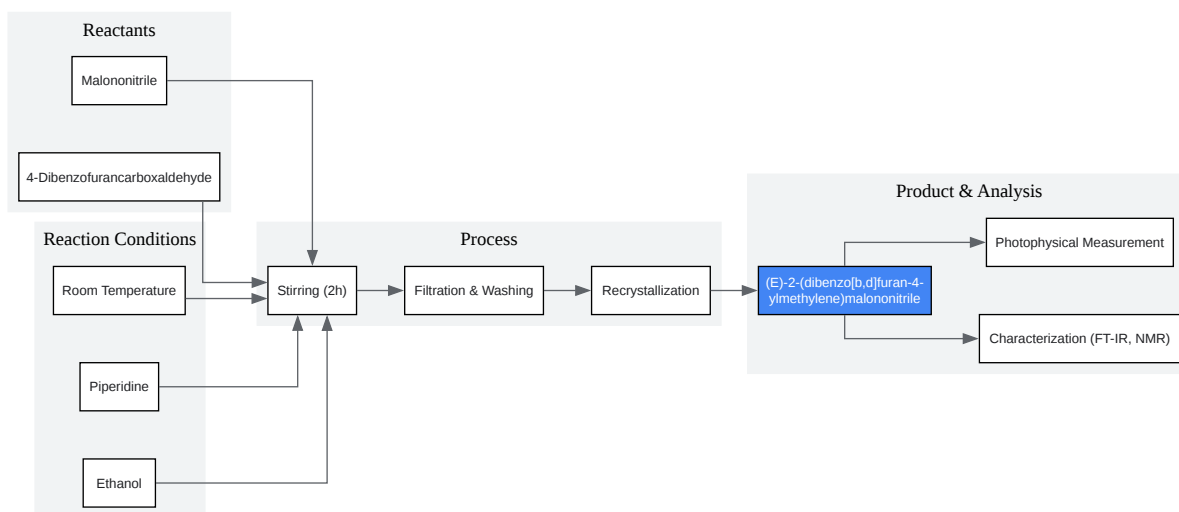 Reactants
Malononitrile
4-Dibenzofurancarboxaldehyde
Reaction Conditions
Room Temperature
Piperidine
Ethanol
Process
Stirring (2h)
Filtration & Washing
Recrystallization
Product & Analysis
(E)-2-(dibenzo[b,d]furan-4-
ylmethylene)malononitrile
Photophysical Measurement
Characterization (FT-IR, NMR)